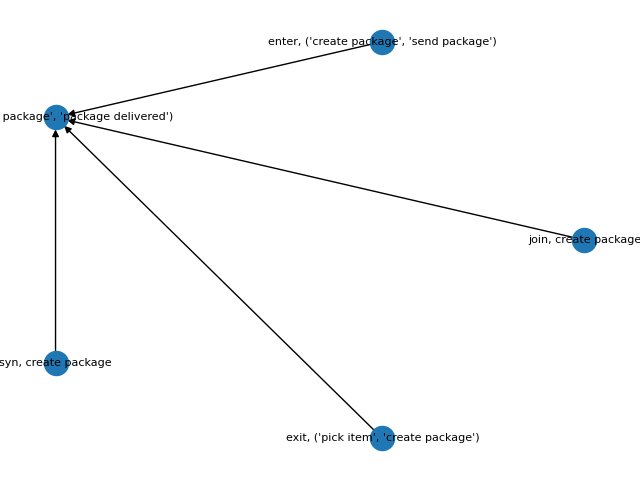 enter, ('create package', 'send package')
package', 'package delivered')
join, create package
syn, create package
exit, ('pick item', 'create package')